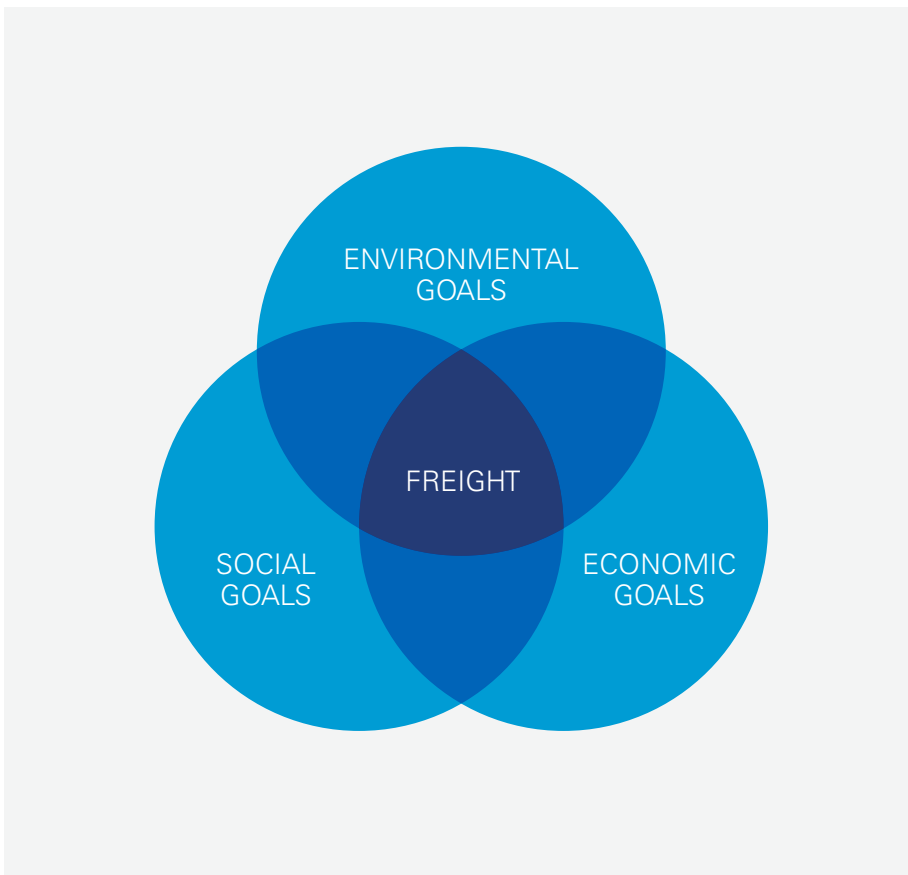 ENVIRONMENTAL
GOALS
FREIGHT
SOCIAL
GOALS
ECONOMIC
GOALS